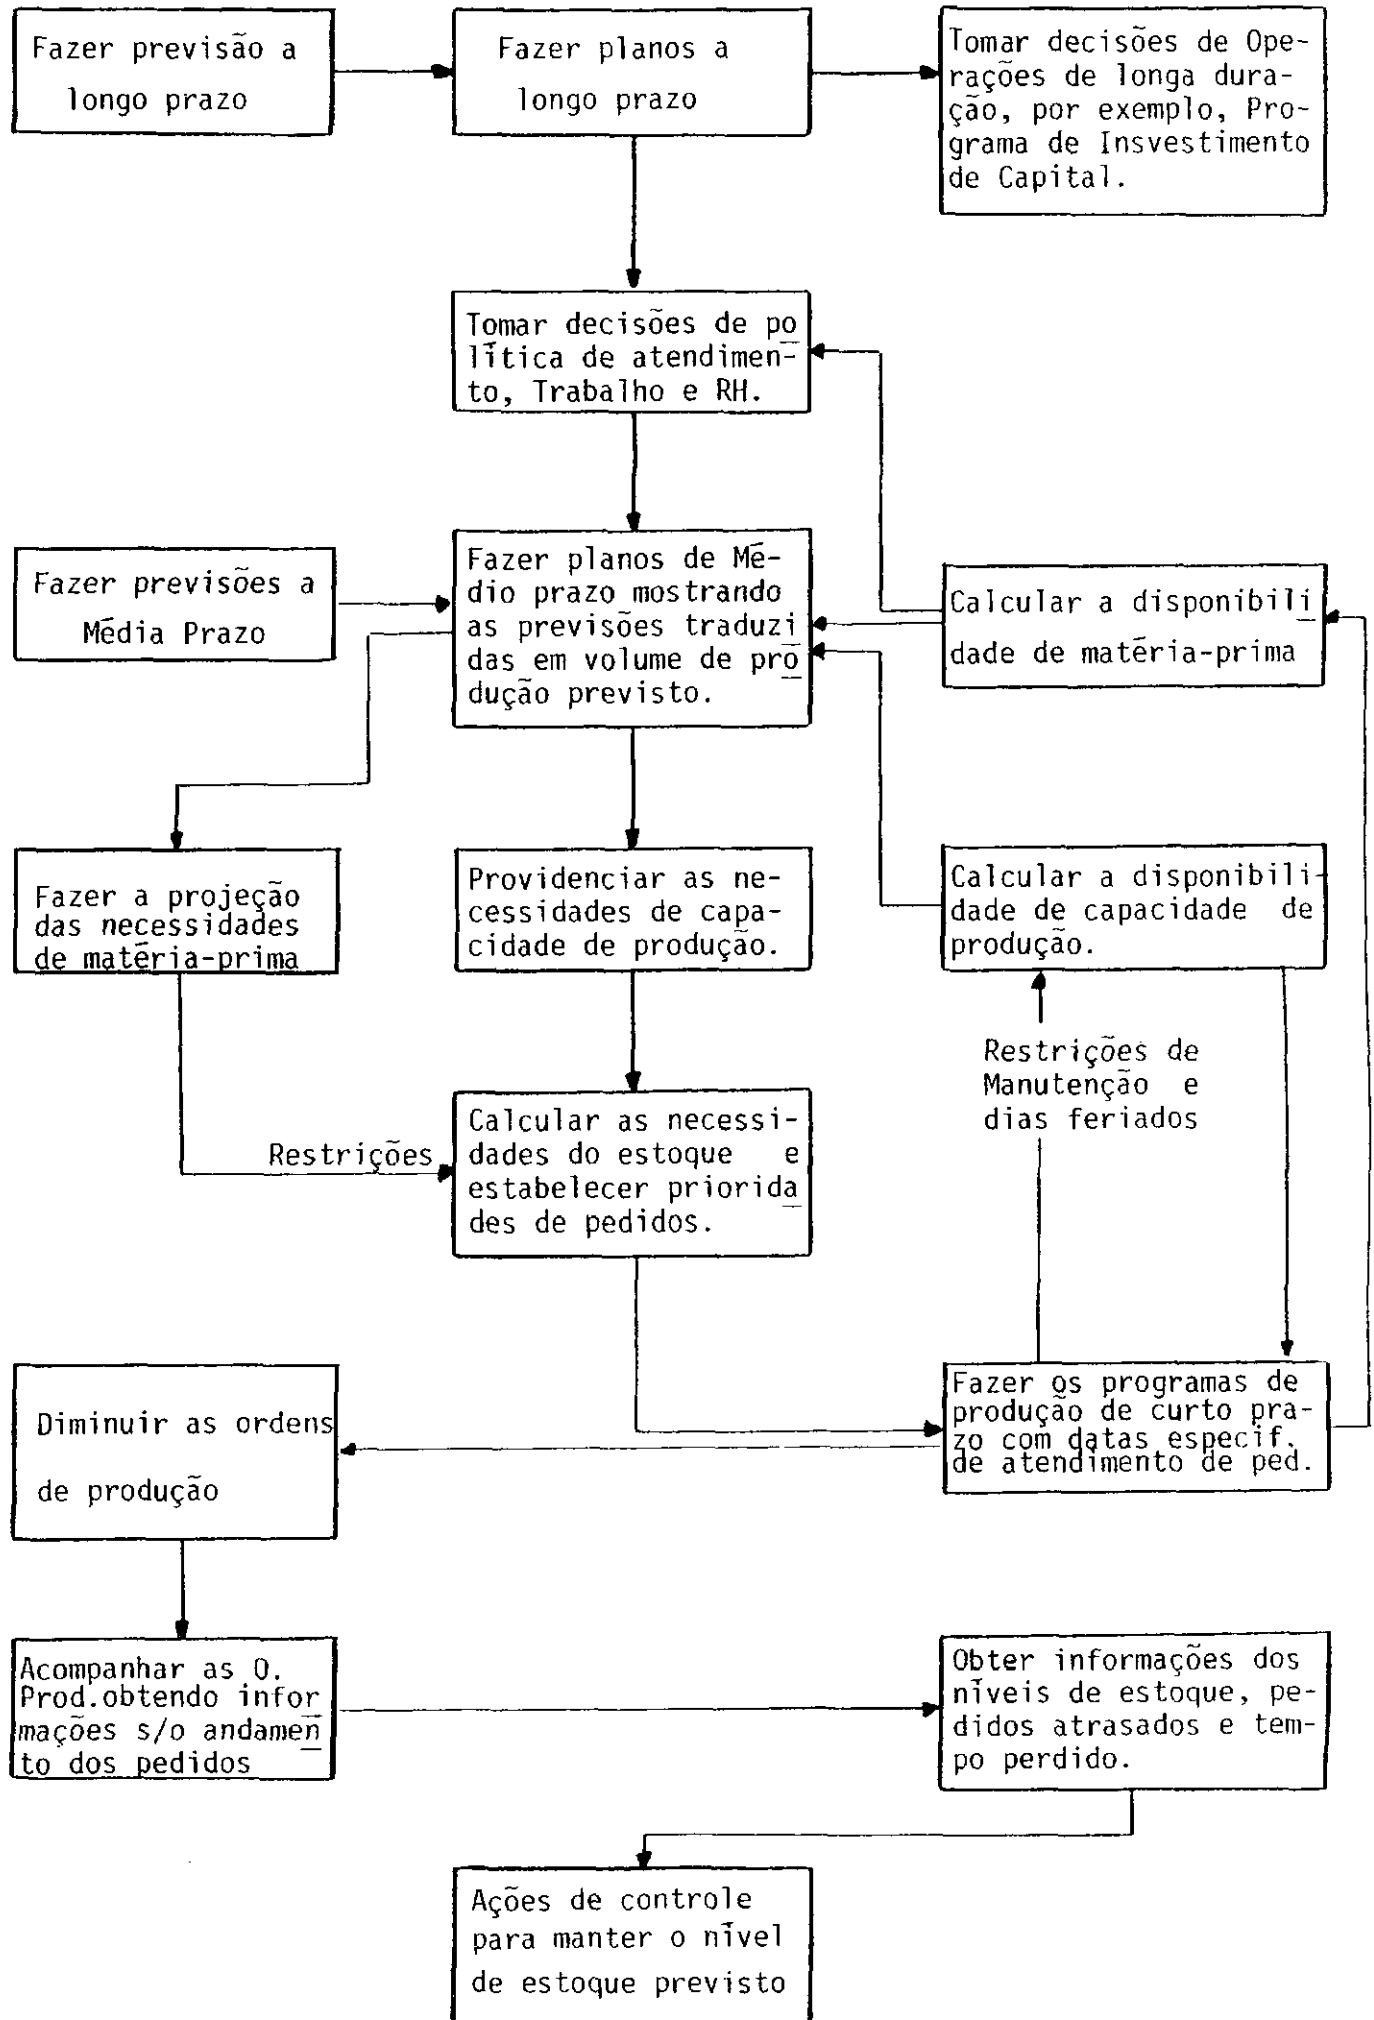 Fazer previsão a
longo prazo
Fazer planos a
longo prazo
Tomar decisões de Ope-
rações de longa dura-
ção, por exemplo, Pro-
grama de Insvestimento
de Capital.
Tomar decisões de po
lítica de atendimen-
to, Trabalho e RH.
Fazer previsões a
Média Prazo
Fazer planos de Mé-
dio prazo mostrando
as previsões traduzi
das em volume de pro
dução previsto.
Calcular a disponibili
dade de matéria-prima
Fazer a projeção
das necessidades
de matéria-prima
Providenciar as ne-
cessidades de capa-
cidade de produção.
Calcular a disponibili-
dade de capacidade de
produção.
Restrições de
Manutenção e
dias feriados
Restrições
Calcular as necessi-
dades do estoque e
estabelecer priorida
des de pedidos.
Diminuir as ordens
de produção
Fazer os programas de
produção de curto pra-
zo com datas especif.
de atendimento de ped.
Acompanhar as O.
Prod.obtendo infor
mações s/o andamen
to dos pedidos
Obter informações dos
níveis de estoque, pe-
didos atrasados e tem-
po perdido.
Ações de controle
para manter o nível
de estoque previsto